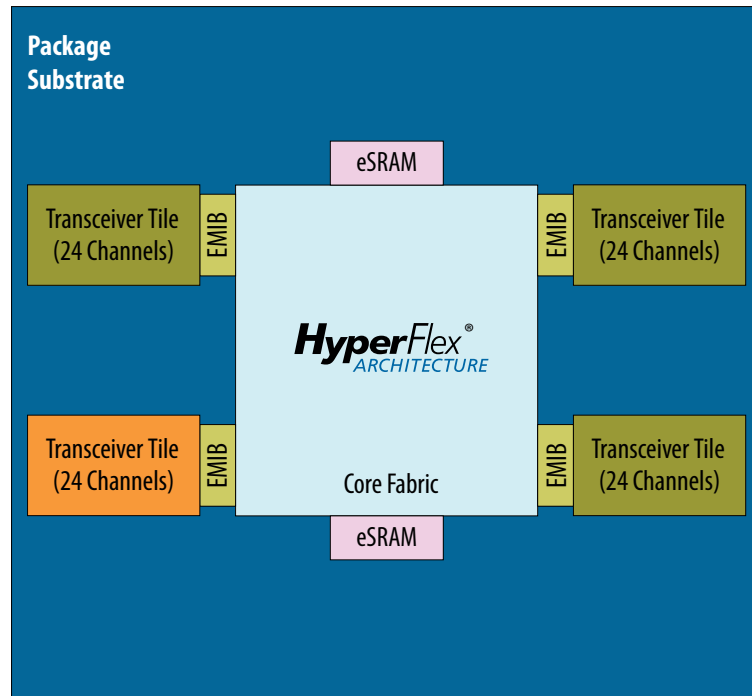 Package
Substrate
eSRAM
Transceiver Tile
(24 Channels)
EMIB
EMIB
Transceiver Tile
(24 Channels)
HyperFlex®
ARCHITECTURE
Transceiver Tile
(24 Channels)
EMIB
Core Fabric
EMIB
Transceiver Tile
(24 Channels)
eSRAM